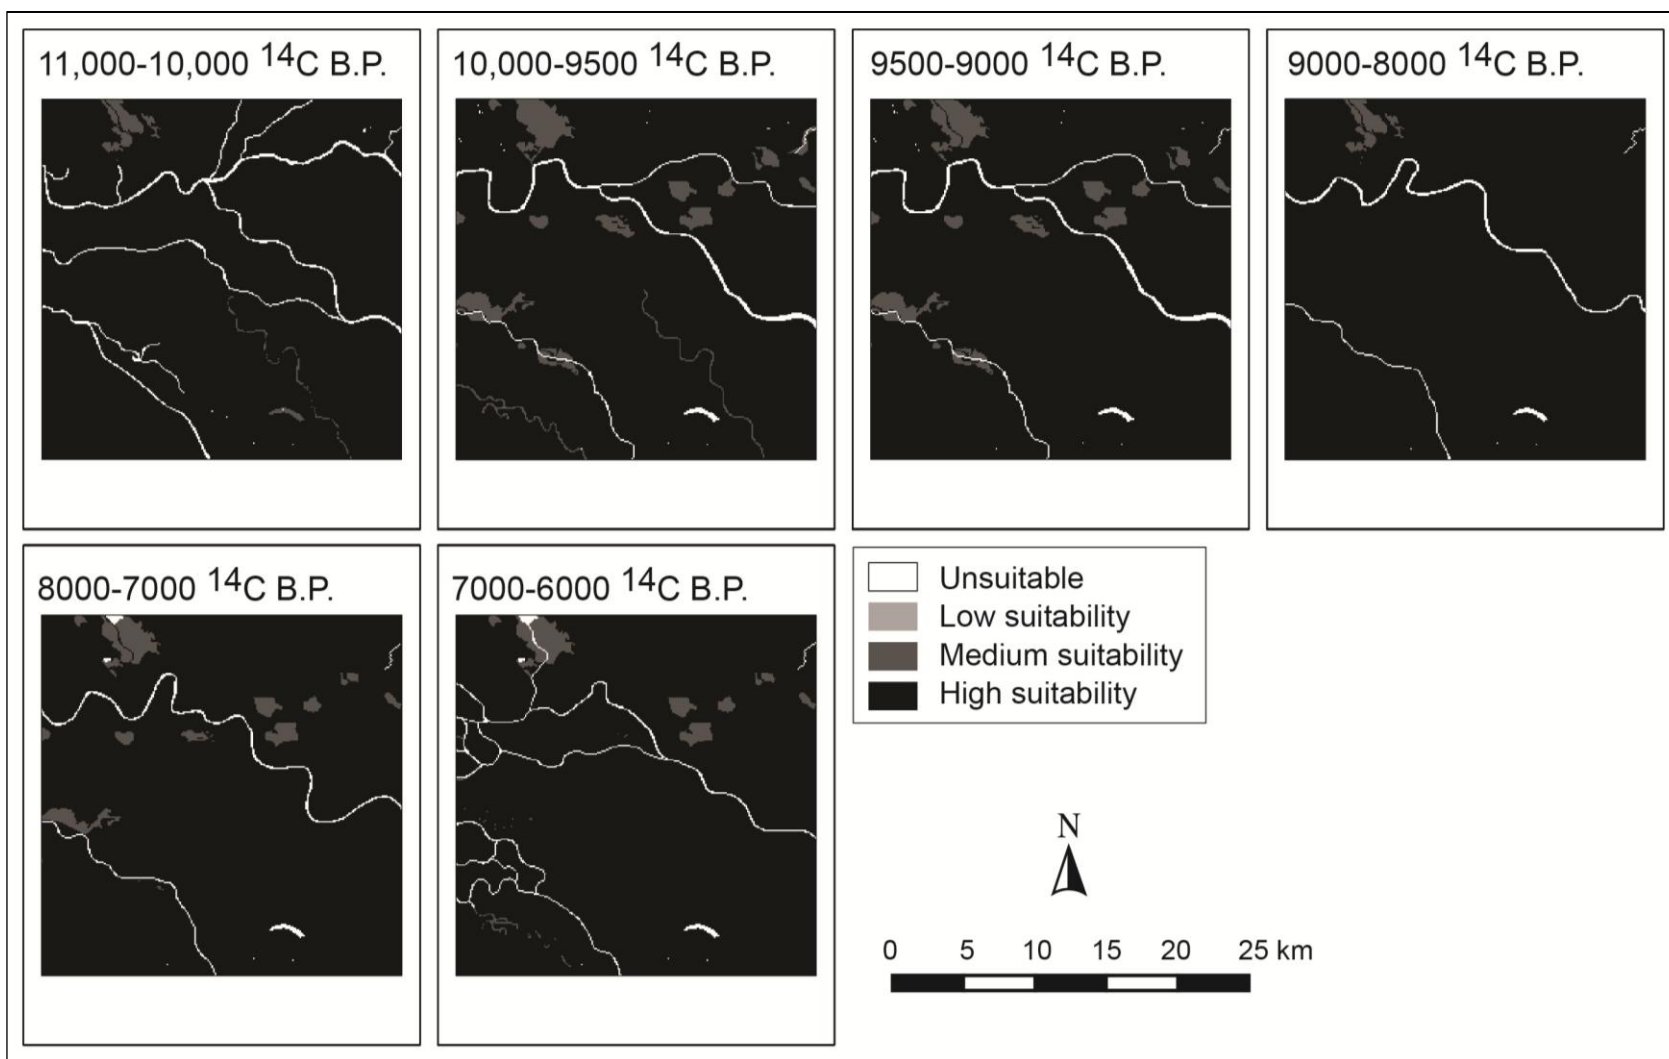 11,000-10,000 ¹⁴C B.P.
10,000-9500 ¹⁴C B.P.
9500-9000 ¹⁴C B.P.
9000-8000 ¹⁴C B.P.
8000-7000 ¹⁴C B.P.
7000-6000 ¹⁴C B.P.
Unsuitable
Low suitability
Medium suitability
High suitability
N
0 5 10 15 20 25 km